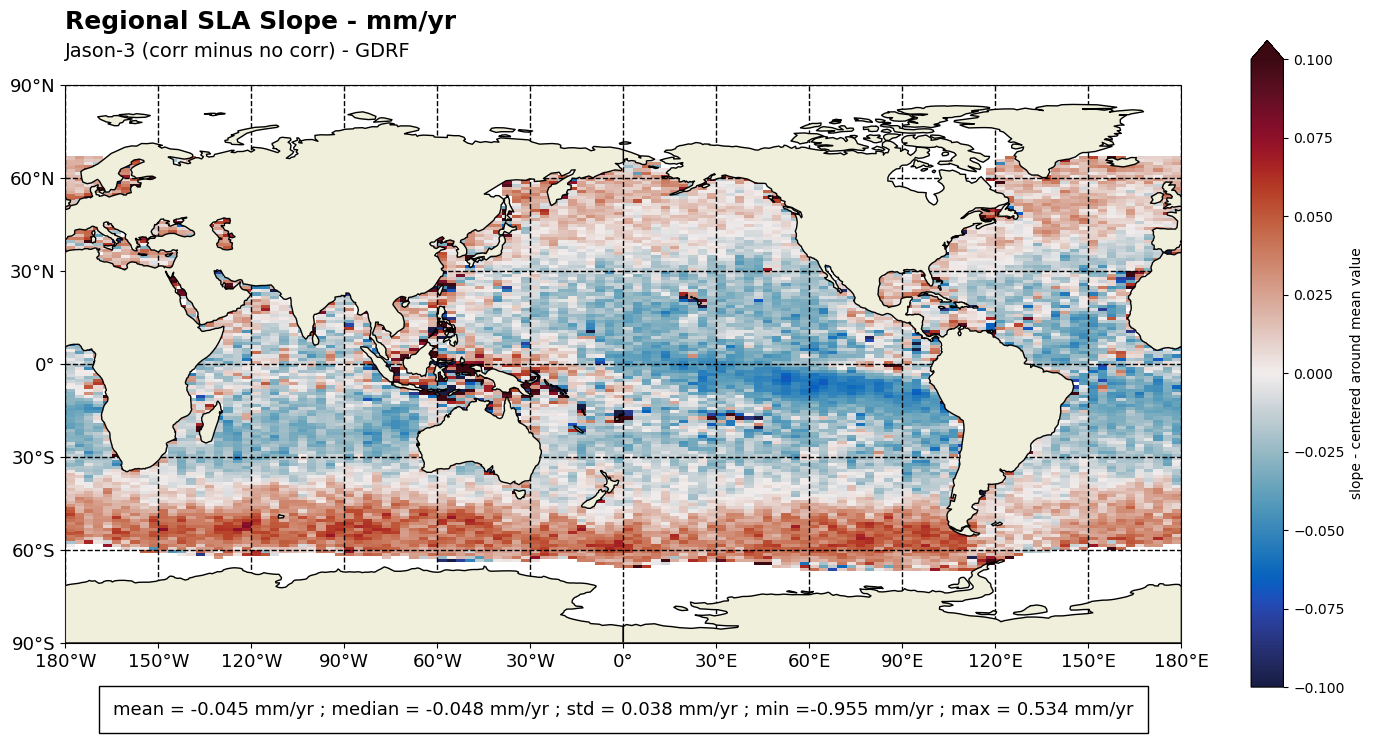 Regional SLA Slope - mm/yr
Jason-3 (corr minus no corr) - GDRF
90°N
60°N
30°N
0°
30°S
60°S
90°S
180°W 150°W 120°W 90°W 60°W 30°W 0° 30°E 60°E 90°E 120°E 150°E 180°E
0.100
0.075
0.050
0.025
0.000
−0.025
−0.050
−0.075
−0.100
slope - centered around mean value
mean = -0.045 mm/yr ; median = -0.048 mm/yr ; std = 0.038 mm/yr ; min =-0.955 mm/yr ; max = 0.534 mm/yr